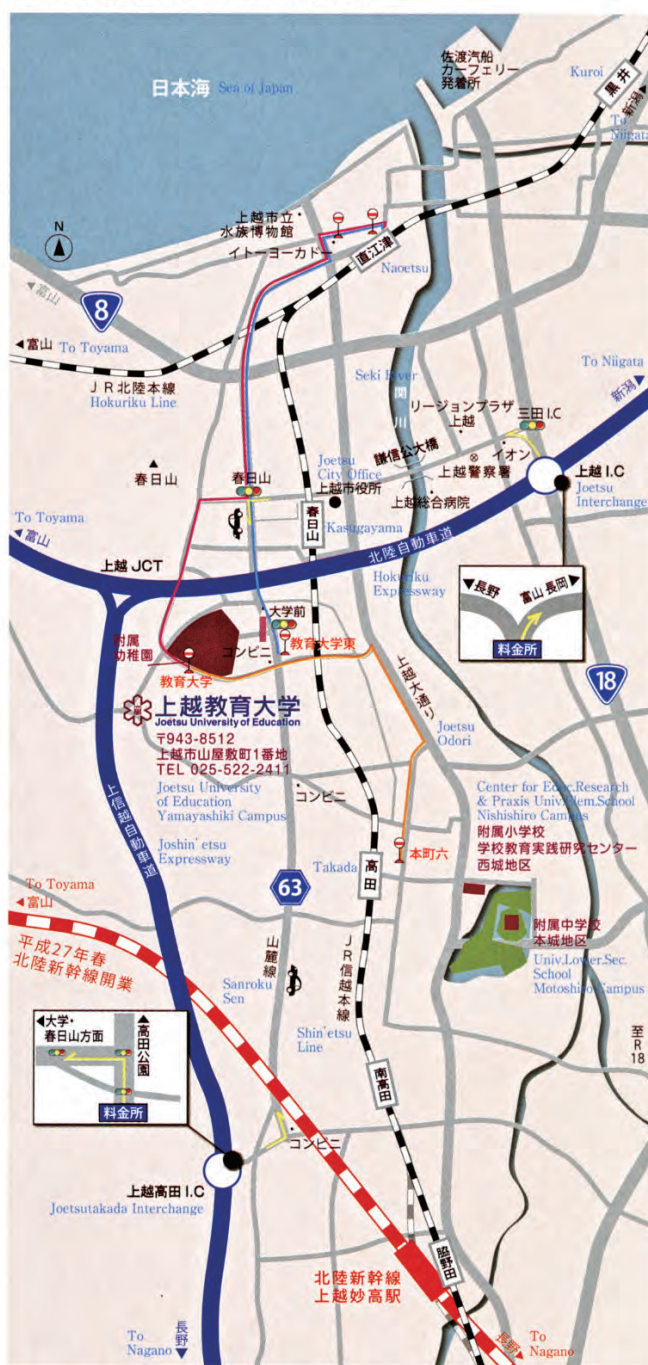 佐渡汽船
カーフェリー
発着所
Kuroi
黒井
新潟
To
Niigata
日本海 Sea of Japan
N
上越市立
水族博物館
イトーヨーカドー
直江津
Naoetsu
富山
8
富山 To Toyama
JR北陸本線
Hokuriku Line
Seki River
関川
To Niigata
新潟
リージョンプラザ
上越
三田I.C
謙信公大橋
イオン
上越警察署
上越I.C
Joetsu
Interchange
春日山
春日山
Joetsu
City Office
上越市役所
上越総合病院
春日山
Kasugayama
To Toyama
富山
上越JCT
北陸自動車道
Hokuriku
Expressway
長野
富山 長岡
料金所
大学前
附属
幼稚園
コンビニ
教育大学東
教育大学
18
上越大通り
Joetsu
Odori
上越教育大学
Joetsu University of Education
〒943-8512
上越市山屋敷町1番地
TEL 025-522-2411
Joetsu University
of Education
Yamayashiki Campus
コンビニ
上信越自動車道
Joshin'etsu
Expressway
Center for Educ.Research
& Praxis Univ.Elem.School
Nishishiro Campus
附属小学校
学校教育実践研究センター
西城地区
本町六
Takada
高田
63
To Toyama
富山
平成27年春
北陸新幹線開業
山麓線
Sanroku
Sen
JR信越本線
Shin'etsu
Line
附属中学校
本城地区
Univ.Lower.Sec.
School
Motoshiro Campus
至R18
大学・
春日山方面
高田公園
料金所
南高田
コンビニ
上越高田I.C
Joetsutakada Interchange
脇野田
北陸新幹線
上越妙高駅
To
Nagano
長野
長野
To
Nagano